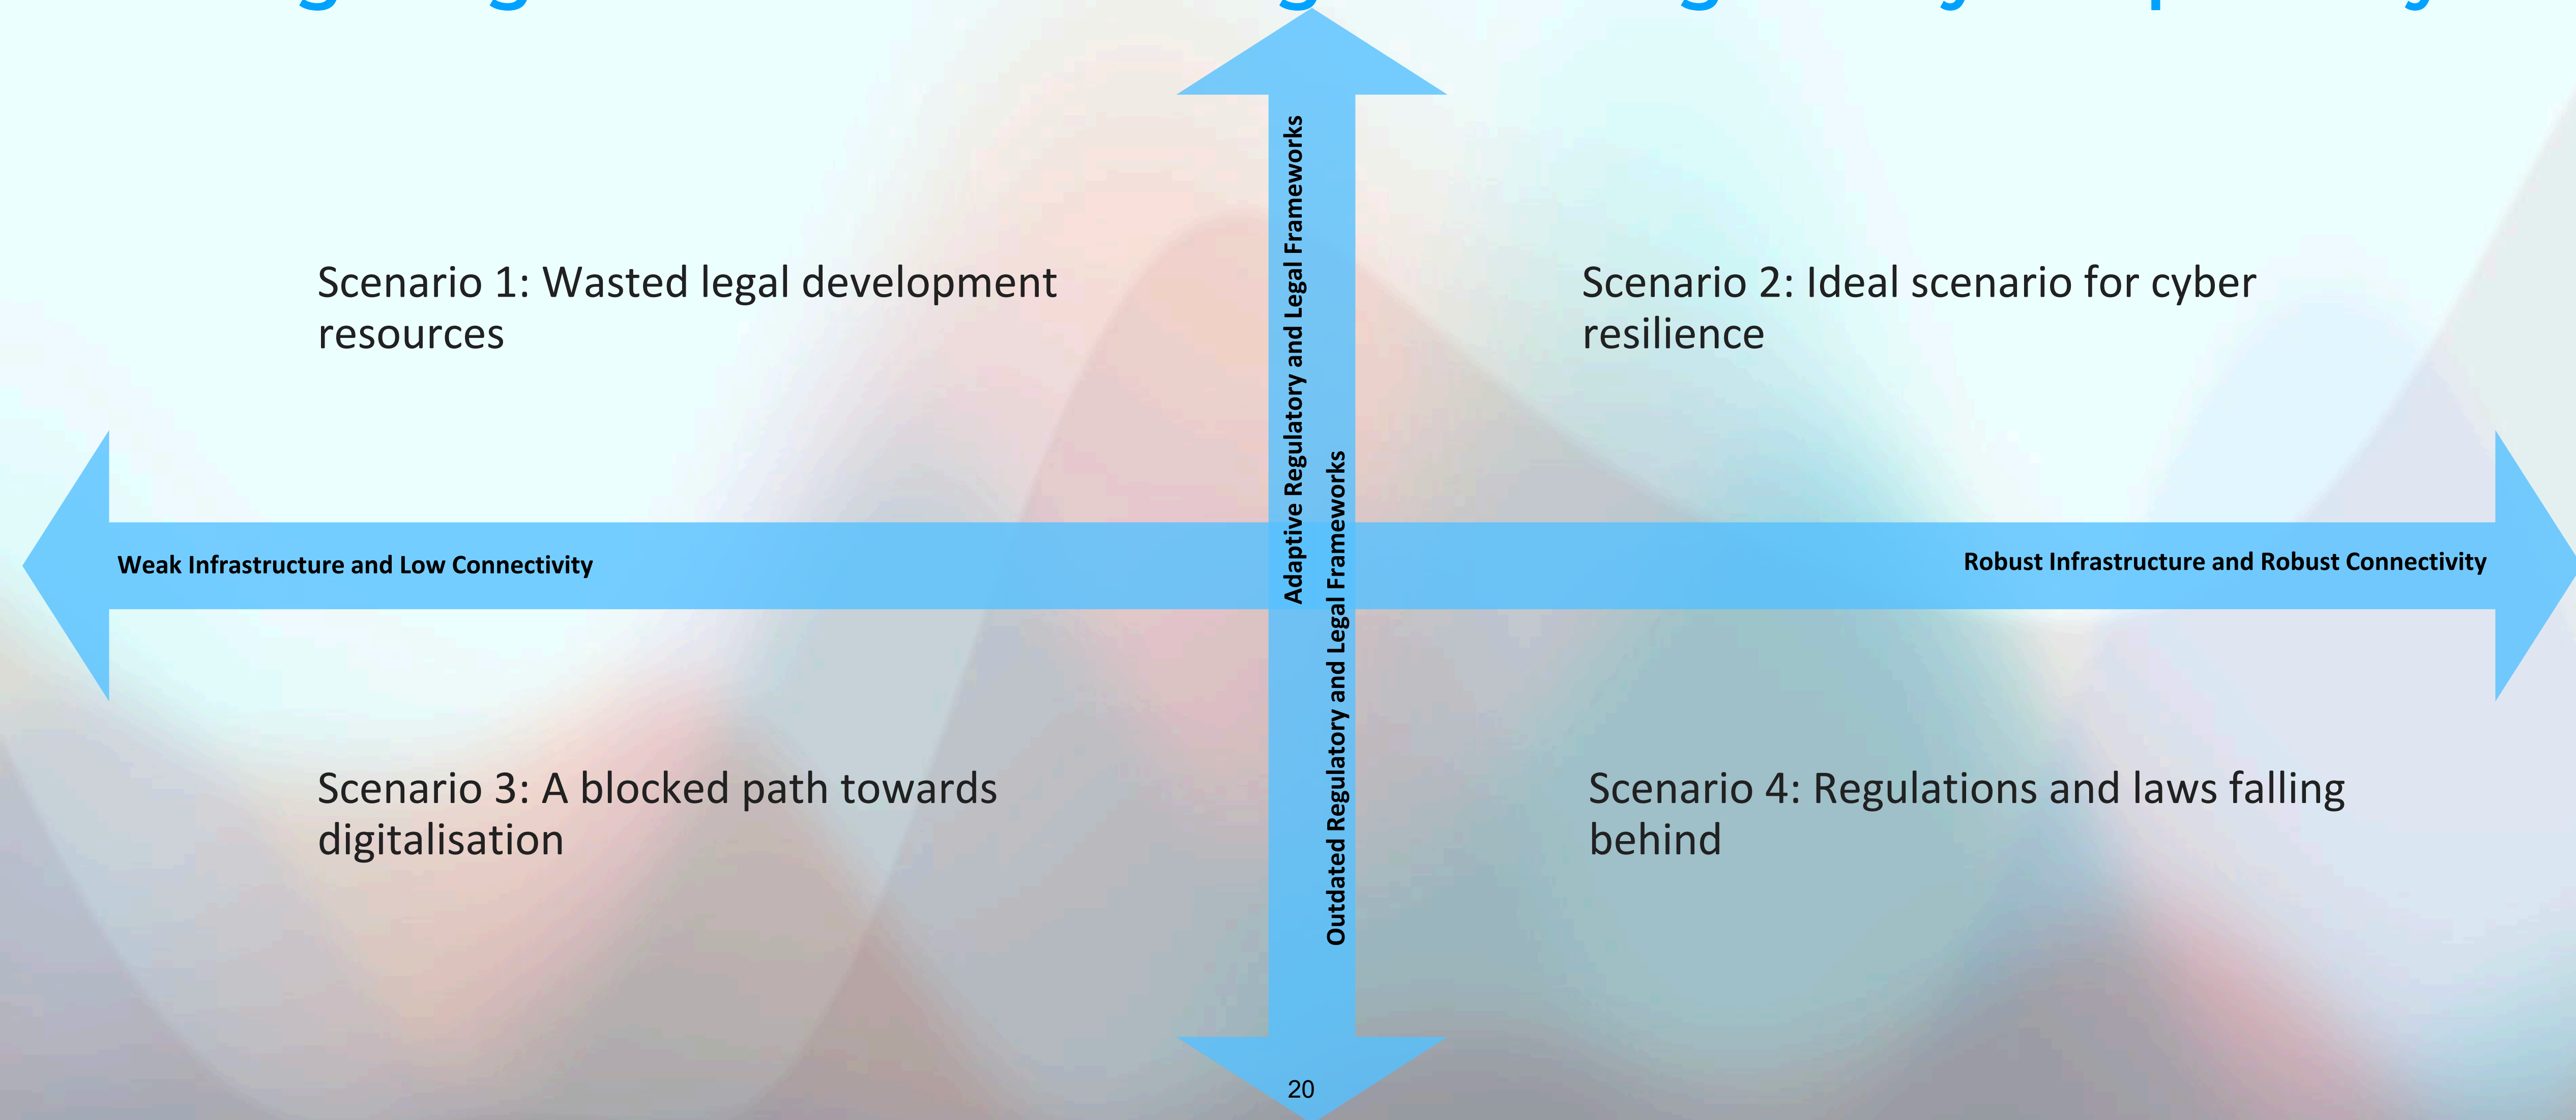 Adaptive Regulatory and Legal Frameworks
Scenario 1: Wasted legal development
resources
Scenario 2: Ideal scenario for cyber
resilience
Weak Infrastructure and Low Connectivity
Robust Infrastructure and Robust Connectivity
Outdated Regulatory and Legal Frameworks
Scenario 3: A blocked path towards
digitalisation
Scenario 4: Regulations and laws falling
behind
20